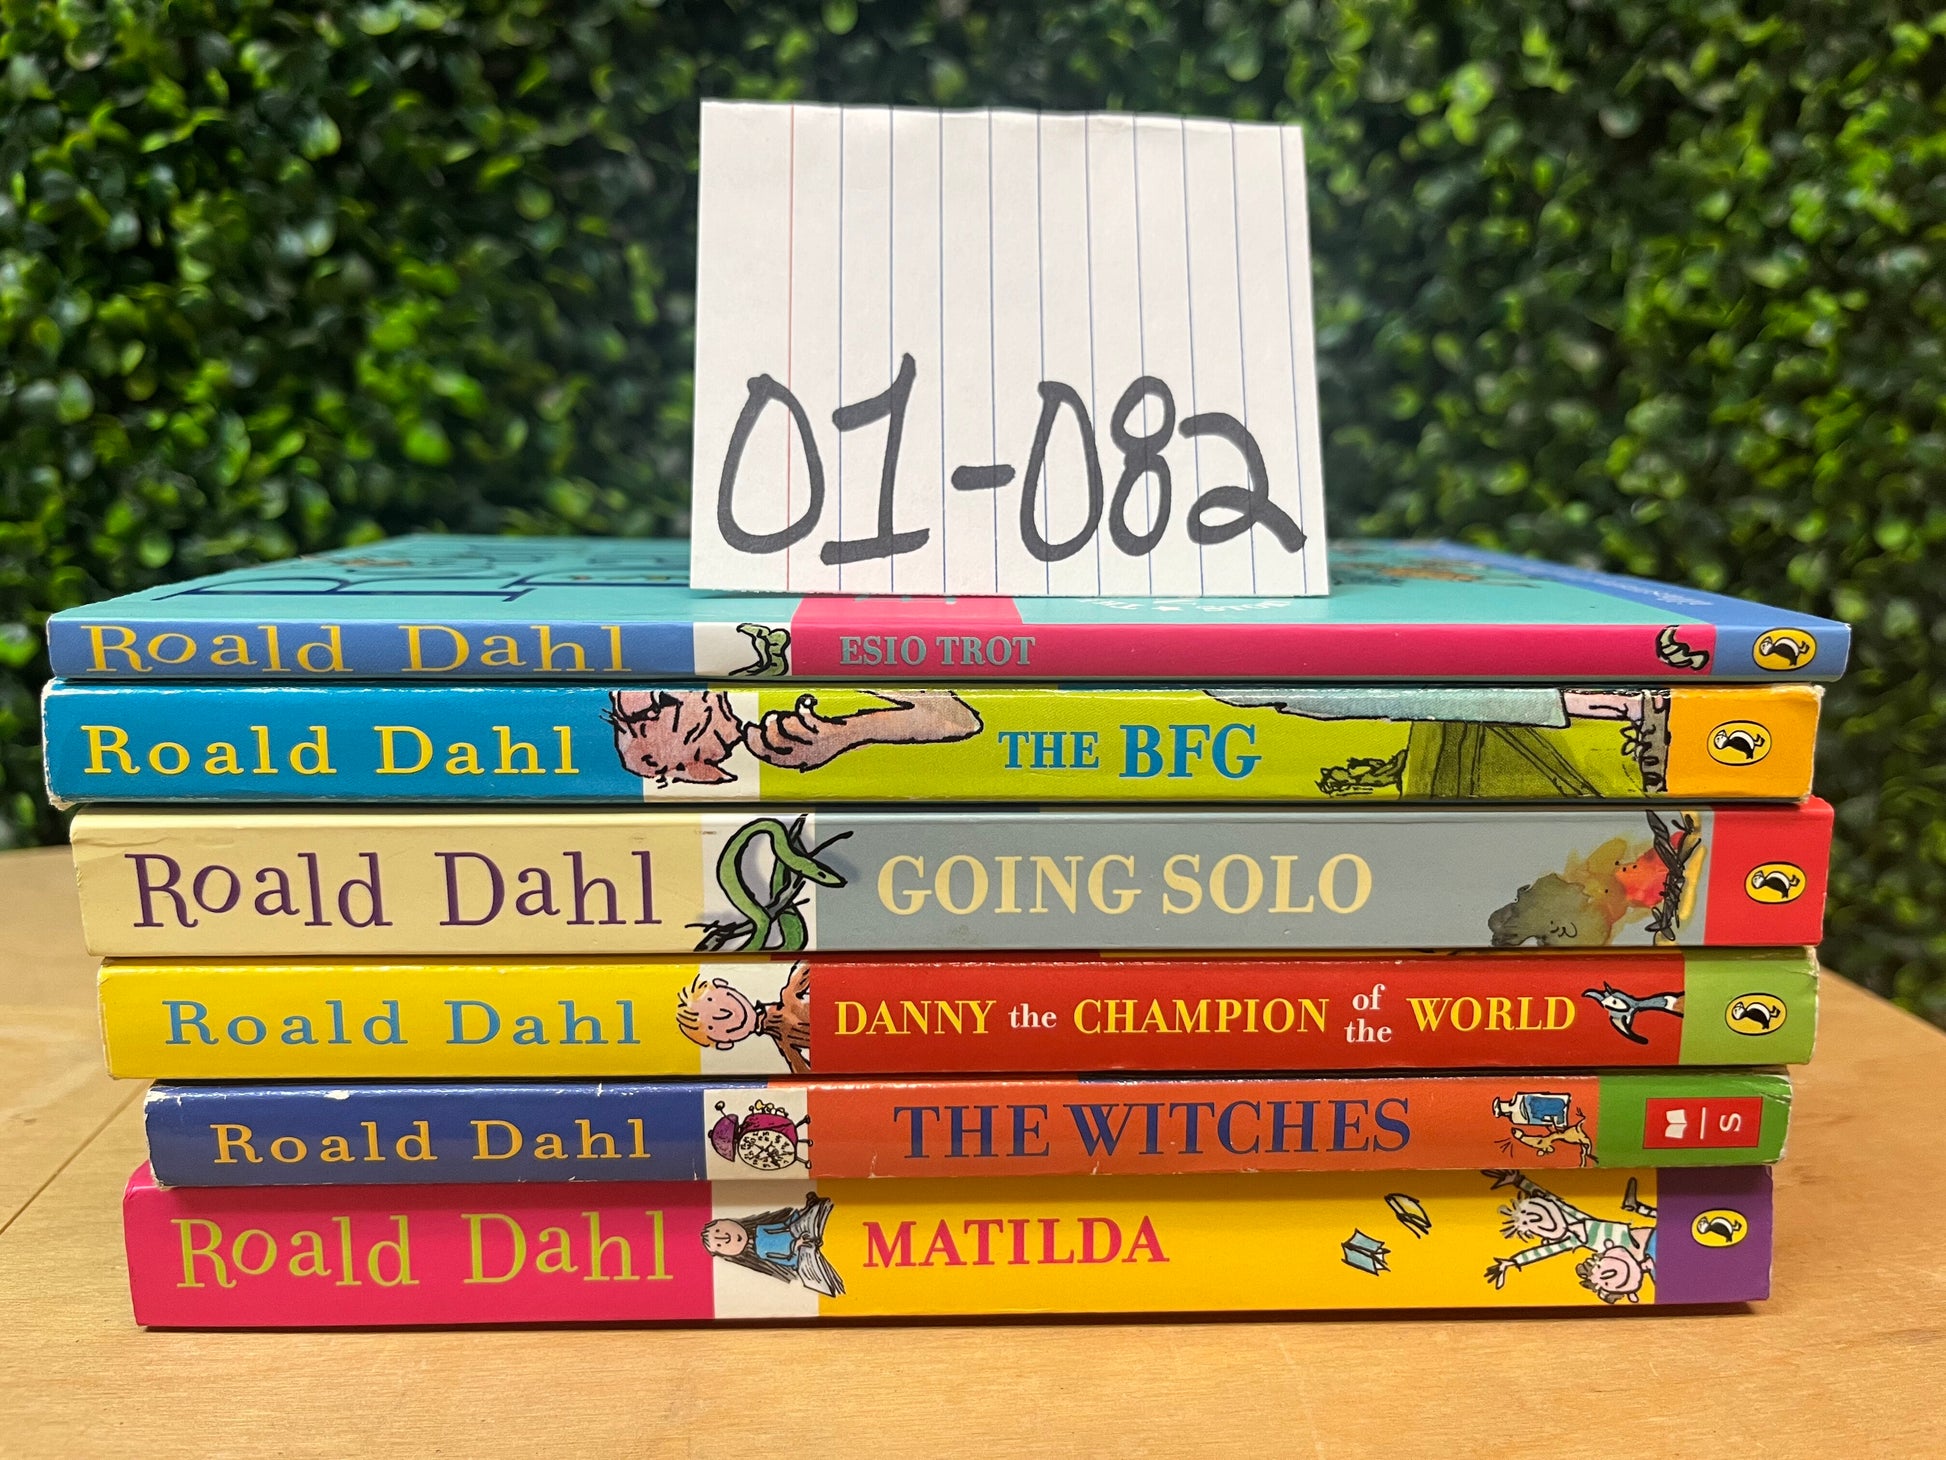 01-082
Roald Dahl ESIO TROT
Roald Dahl THE BFG
Roald Dahl GOING SOLO
Roald Dahl DANNY the CHAMPION of the WORLD
Roald Dahl THE WITCHES S
Roald Dahl MATILDA